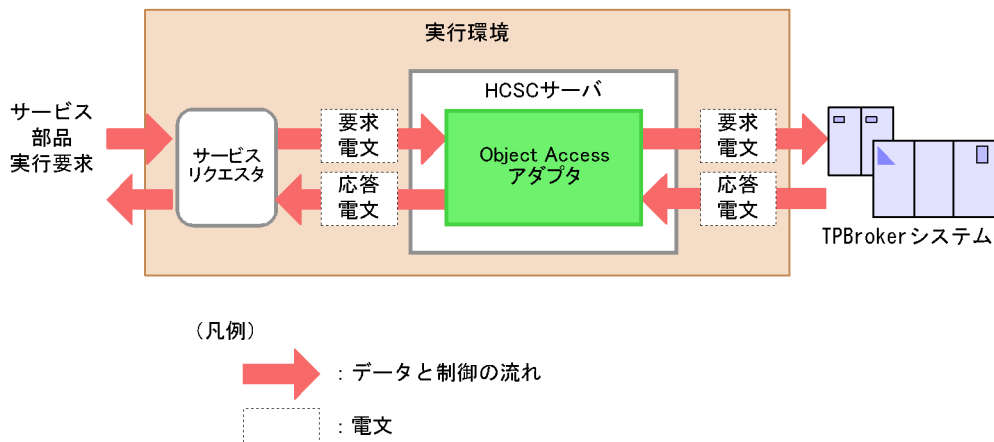 実行環境
HCSCサーバ
サービス
部品
実行要求
サービス
リクエスタ
要求
電文
応答
電文
Object Access
アダプタ
要求
電文
応答
電文
TPBrokerシステム
(凡例)
：データと制御の流れ
：電文